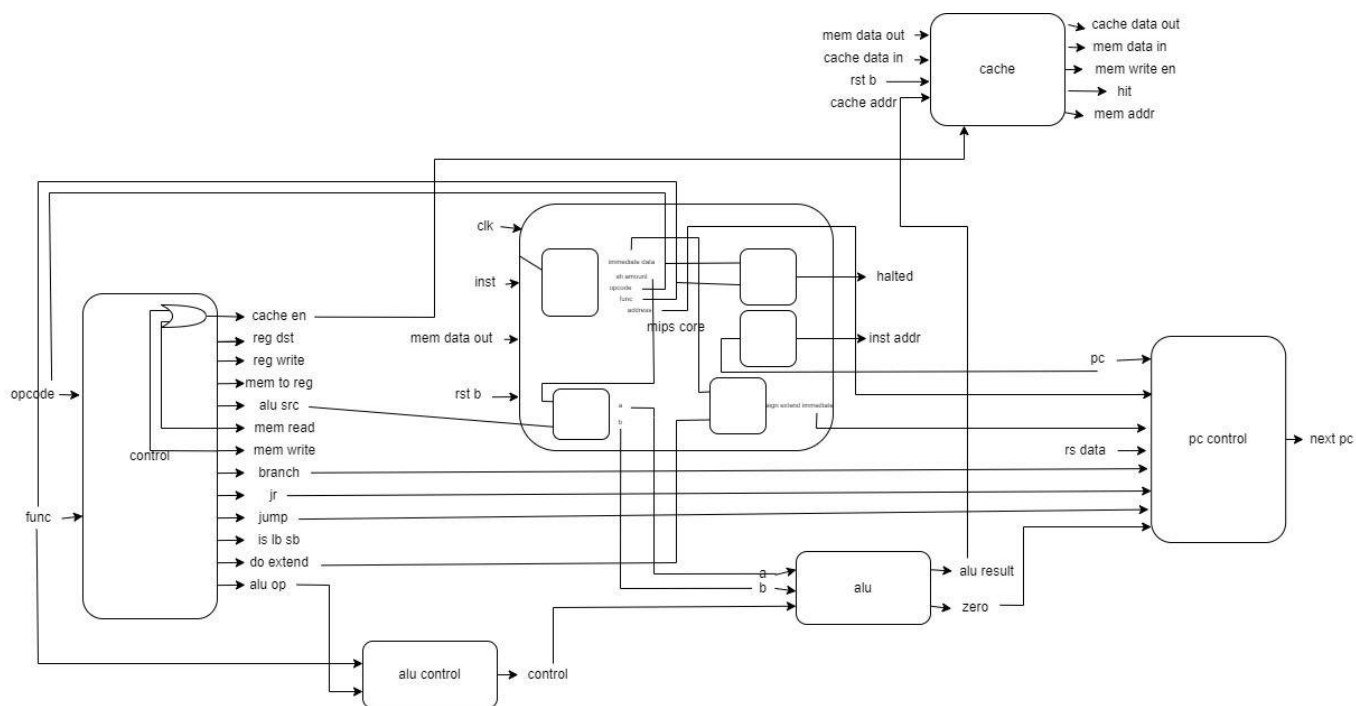 mem data out
cache data in
rst b
cache addr
cache
cache data out
mem data in
mem write en
hit
mem addr
clk
inst
mem data out
rst b
immediate data
sh amount
opcode
func
address
mips core
a
b
sign extend immediate
halted
inst addr
opcode
func
control
cache en
reg dst
reg write
mem to reg
alu src
mem read
mem write
branch
jr
jump
is lb sb
do extend
alu op
pc
rs data
pc control
next pc
a
b
alu
alu result
zero
alu control
control